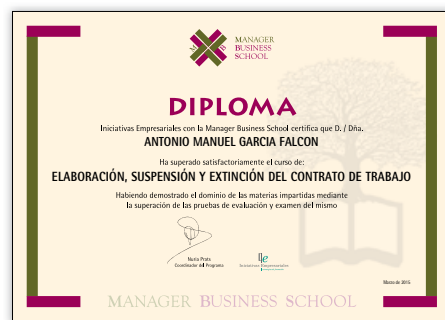 MANAGER
BUSINESS
SCHOOL
M B
DIPLOMA
Iniciativas Empresariales con la Manager Business School certifica que D. / Dña.
ANTONIO MANUEL GARCIA FALCON
Ha superado satisfactoriamente el curso de:
ELABORACIÓN, SUSPENSIÓN Y EXTINCIÓN DEL CONTRATO DE TRABAJO
Habiendo demostrado el dominio de las materias impartidas mediante
la superación de las pruebas de evaluación y examen del mismo
Nuria Prats
Coordinador del Programa
Iniciativas Empresariales
Marzo de 2015
MANAGER BUSINESS SCHOOL